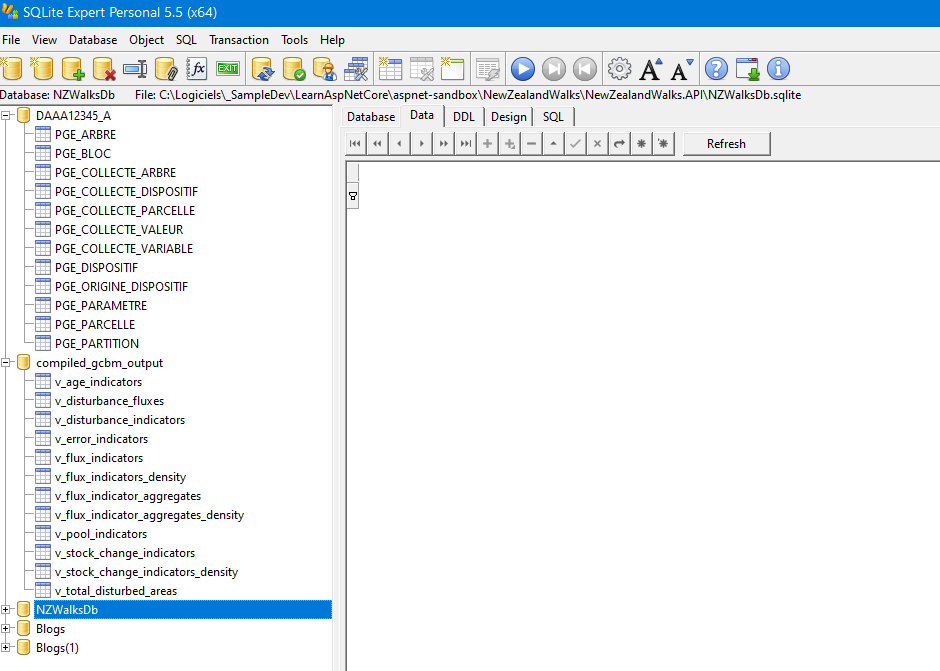 SQLite Expert Personal 5.5 (x64)
File View Database Object SQL Transaction Tools Help
fx EXIT A A ? i
Database: NZWalksDb File: C:\Logiciels\_SampleDev\LearnAspNetCore\aspnet-sandbox\NewZealandWalks\NewZealandWalks.API\NZWalksDb.sqlite
Database Data DDL Design SQL
Refresh
DAAA12345_A
PGE_ARBRE
PGE_BLOC
PGE_COLLECTE_ARBRE
PGE_COLLECTE_DISPOSITIF
PGE_COLLECTE_PARCELLE
PGE_COLLECTE_VALEUR
PGE_COLLECTE_VARIABLE
PGE_DISPOSITIF
PGE_ORIGINE_DISPOSITIF
PGE_PARAMETRE
PGE_PARCELLE
PGE_PARTITION
compiled_gcbm_output
v_age_indicators
v_disturbance_fluxes
v_disturbance_indicators
v_error_indicators
v_flux_indicators
v_flux_indicators_density
v_flux_indicator_aggregates
v_flux_indicator_aggregates_density
v_pool_indicators
v_stock_change_indicators
v_stock_change_indicators_density
v_total_disturbed_areas
NZWalksDb
Blogs
Blogs(1)